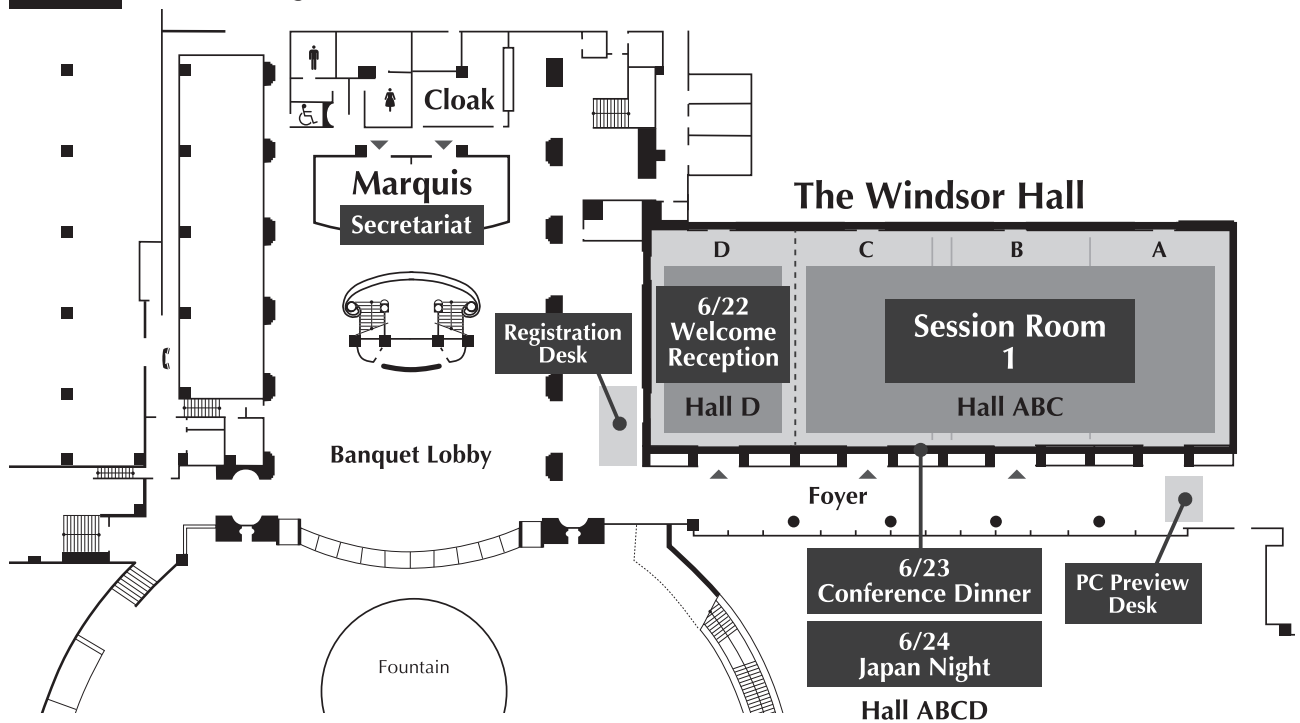 Cloak
Marquis
Secretariat
The Windsor Hall
D
C
B
A
6/22
Welcome
Reception
Session Room
1
Registration
Desk
Hall D
Hall ABC
Banquet Lobby
Foyer
6/23
Conference Dinner
PC Preview
Desk
6/24
Japan Night
Fountain
Hall ABCD